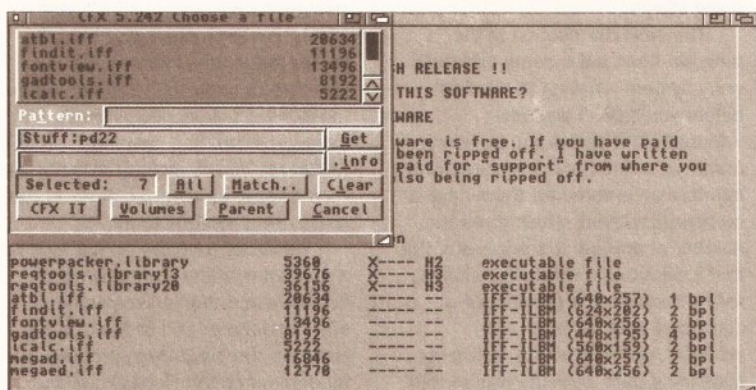 CFX 5.242 Choose a file
atbl.iff 20634
findit.iff 11196
fontview.iff 13496
gadtools.iff 8192
icalc.iff 5222
Pattern:
Stuff:pd22 Get
.info
Selected: 7 All Match.. Clear
CFX IT Volumes Parent Cancel
H RELEASE !!
THIS SOFTWARE?
WARE
ware is free. If you have paid
been ripped off. I have written
paid for "support" from where you
lso being ripped off.
n
powerpacker.library 5360 X---- H2 executable file
reqtools.library13 39676 X---- H3 executable file
reqtools.library20 36156 X---- H3 executable file
atbl.iff 20634 ----- -- IFF-ILBM (640x257) 1 bpl
findit.iff 11196 ----- -- IFF-ILBM (624x202) 2 bpl
fontview.iff 13496 ----- -- IFF-ILBM (640x256) 2 bpl
gadtools.iff 8192 ----- -- IFF-ILBM (448x195) 4 bpl
icalc.iff 5222 ----- -- IFF-ILBM (560x159) 2 bpl
megad.iff 16846 ----- -- IFF-ILBM (640x257) 2 bpl
megaed.iff 12770 ----- -- IFF-ILBM (640x256) 2 bpl